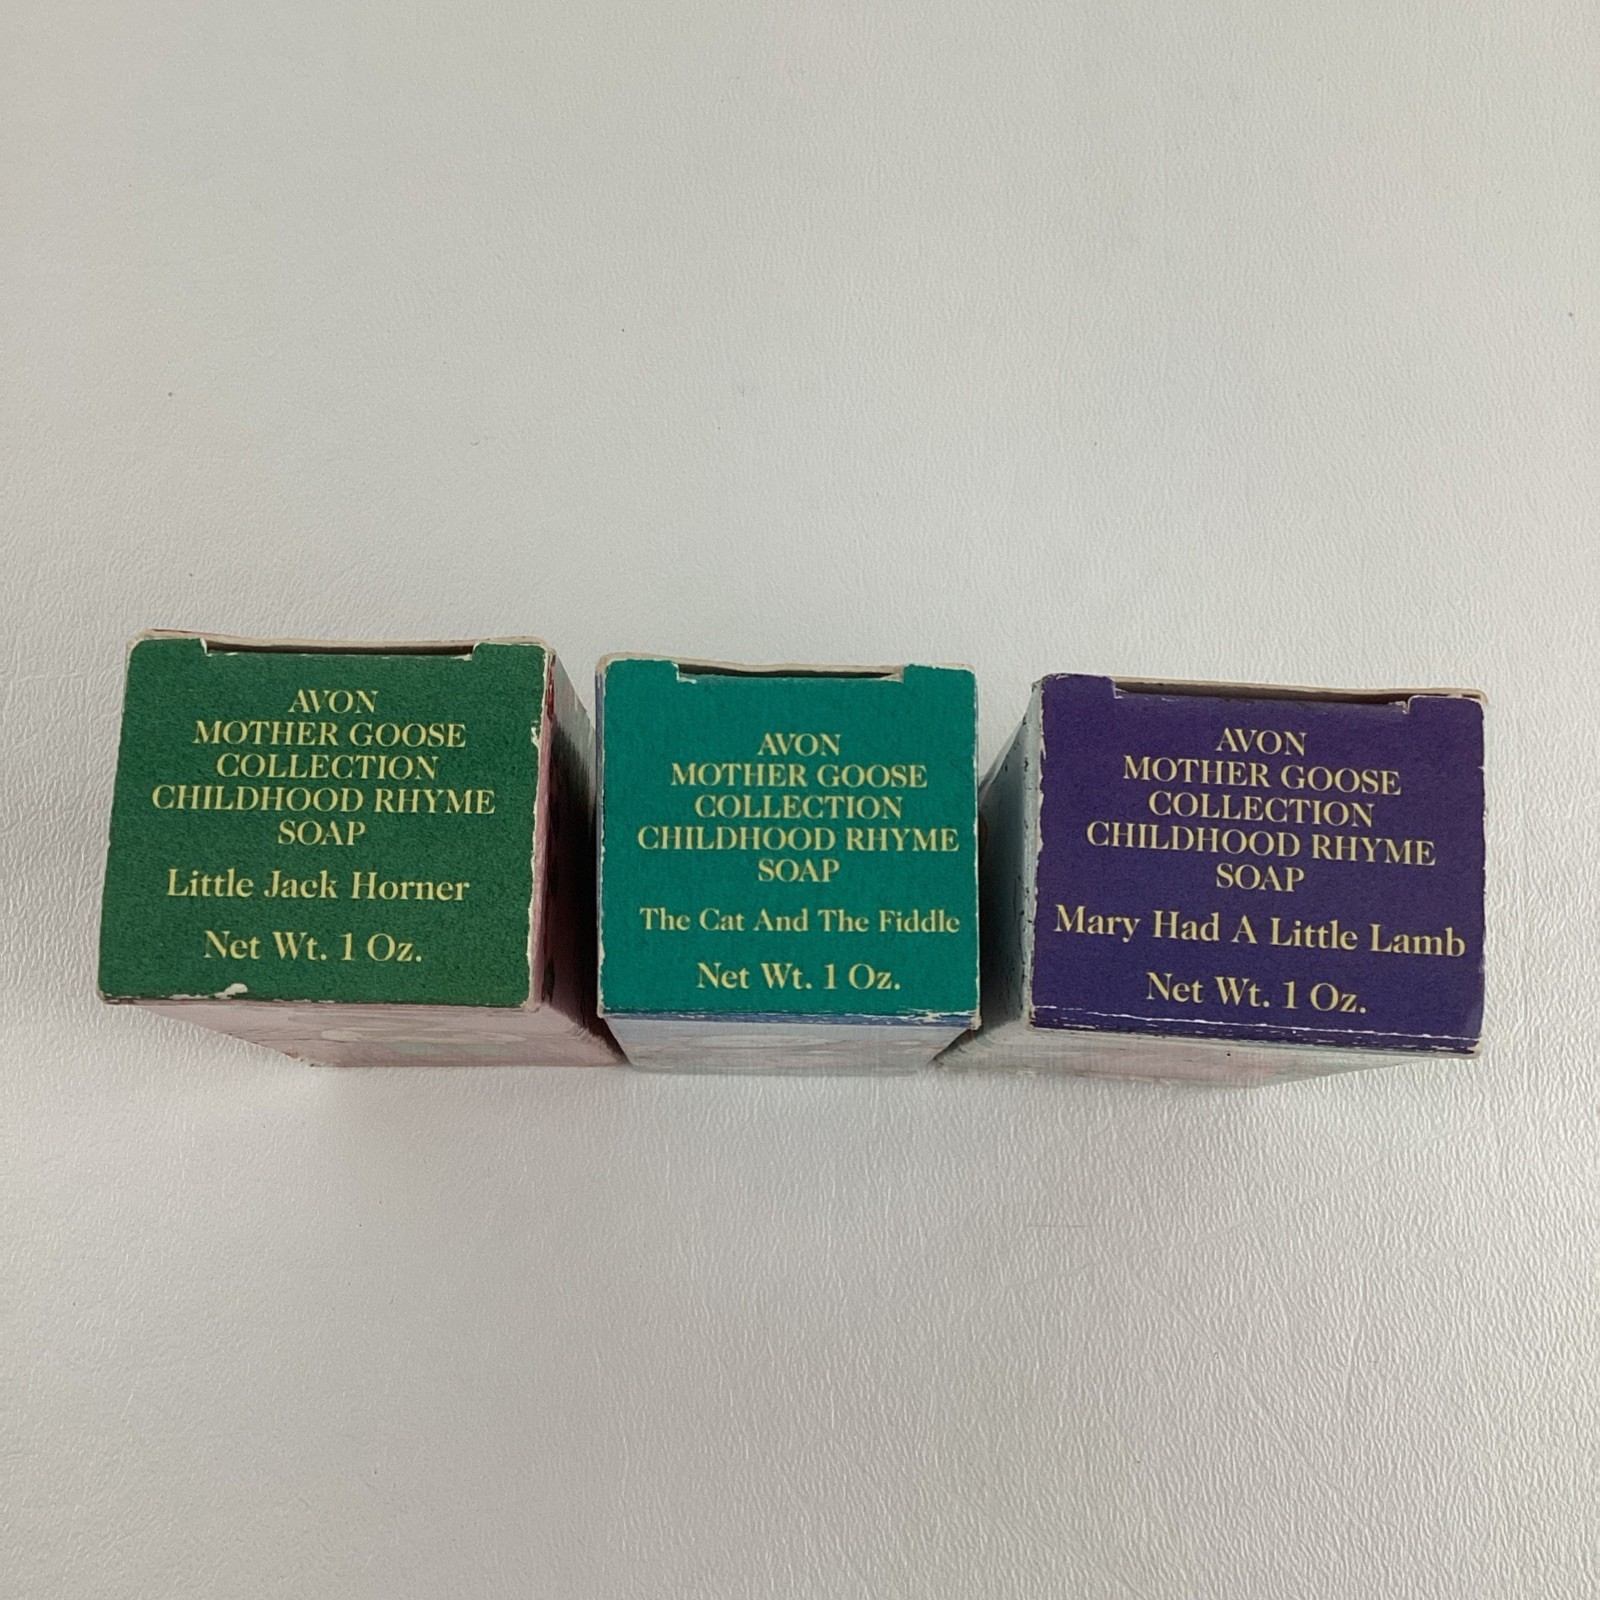 AVON
MOTHER GOOSE
COLLECTION
CHILDHOOD RHYME
SOAP
Little Jack Horner
Net Wt. 1 Oz.
AVON
MOTHER GOOSE
COLLECTION
CHILDHOOD RHYME
SOAP
The Cat And The Fiddle
Net Wt. 1 Oz.
AVON
MOTHER GOOSE
COLLECTION
CHILDHOOD RHYME
SOAP
Mary Had A Little Lamb
Net Wt. 1 Oz.